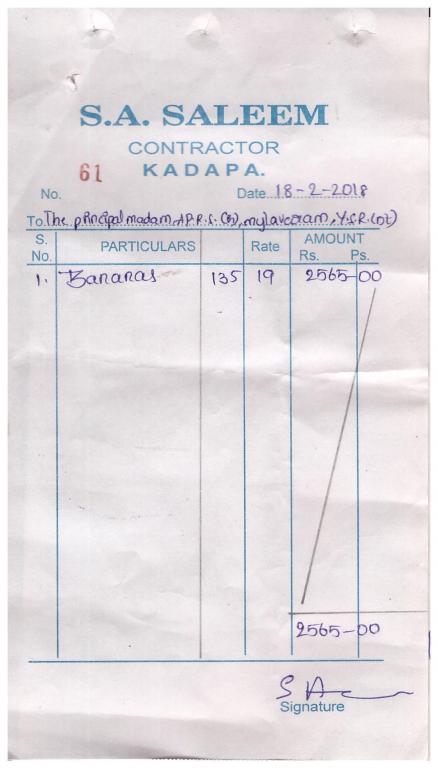 S.A. SALEEM
CONTRACTOR
KADAPA.
61
No. Date 18-2-2018
To. The principal madam, A.P.R.S. (G), mylavaram, Y.S.R. (Dt)
S. No. PARTICULARS Rate AMOUNT Rs. Ps.
1. Bananas 135 19 2565-00
2565-00
Signature